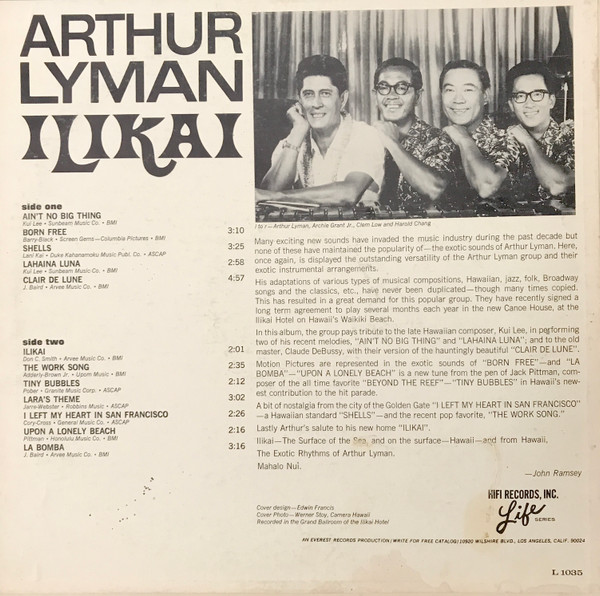 ARTHUR
LYMAN
ILIKAI
side one
AIN'T NO BIG THING
Kui Lee • Sunbeam Music Co. • BMI
BORN FREE 3:10
Barry-Black • Screen Gems—Columbia Pictures • BMI
SHELLS 3:25
Lani Kai • Duke Kahanamoku Music Publ. Co. • ASCAP
LAHAINA LUNA 2:58
Kui Lee • Sunbeam Music Co. • BMI
CLAIR DE LUNE 4:57
J. Baird • Arvee Music Co. • BMI
side two
ILIKAI 2:01
Don C. Smith • Arvee Music Co. • BMI
THE WORK SONG 2:35
Adderly-Brown Jr. • Upam Music • BMI
TINY BUBBLES 2:12
Pober • Granite Music Corp. • ASCAP
LARA'S THEME 3:02
Jarre-Webster • Robbins Music • ASCAP
I LEFT MY HEART IN SAN FRANCISCO 2:26
Cory-Cross • General Music Co. • ASCAP
UPON A LONELY BEACH 2:16
Pittman • Honolulu Music Co. • BMI
LA BOMBA 3:16
J. Baird • Arvee Music Co. • BMI
l to r—Arthur Lyman, Archie Grant Jr., Clem Low and Harold Chang
Many exciting new sounds have invaded the music industry during the past decade but
none of these have maintained the popularity of—the exotic sounds of Arthur Lyman. Here,
once again, is displayed the outstanding versatility of the Arthur Lyman group and their
exotic instrumental arrangements.
His adaptations of various types of musical compositions, Hawaiian, jazz, folk, Broadway
songs and the classics, etc., have never been duplicated—though many times copied.
This has resulted in a great demand for this popular group. They have recently signed a
long term agreement to play several months each year in the new Canoe House, at the
Ilikai Hotel on Hawaii's Waikiki Beach.
In this album, the group pays tribute to the late Hawaiian composer, Kui Lee, in performing
two of his recent melodies, "AIN'T NO BIG THING" and "LAHAINA LUNA"; and to the old
master, Claude DeBussy, with their version of the hauntingly beautiful "CLAIR DE LUNE".
Motion Pictures are represented in the exotic sounds of "BORN FREE"—and "LA
BOMBA"—"UPON A LONELY BEACH" is a new tune from the pen of Jack Pittman, com-
poser of the all time favorite "BEYOND THE REEF"—"TINY BUBBLES" in Hawaii's new-
est contribution to the hit parade.
A bit of nostalgia from the city of the Golden Gate "I LEFT MY HEART IN SAN FRANCISCO"
—a Hawaiian standard "SHELLS"—and the recent pop favorite, "THE WORK SONG."
Lastly Arthur's salute to his new home "ILIKAI".
Ilikai—The Surface of the Sea, and on the surface—Hawaii—and from Hawaii,
The Exotic Rhythms of Arthur Lyman.
Mahalo Nui.
—John Ramsey
Cover design—Edwin Francis
Cover Photo—Werner Stoy, Camera Hawaii
Recorded in the Grand Ballroom of the Ilikai Hotel
HIFI RECORDS, INC.
Life
SERIES
AN EVEREST RECORDS PRODUCTION/WRITE FOR FREE CATALOG/10920 WILSHIRE BLVD., LOS ANGELES, CALIF. 90024
L 1035